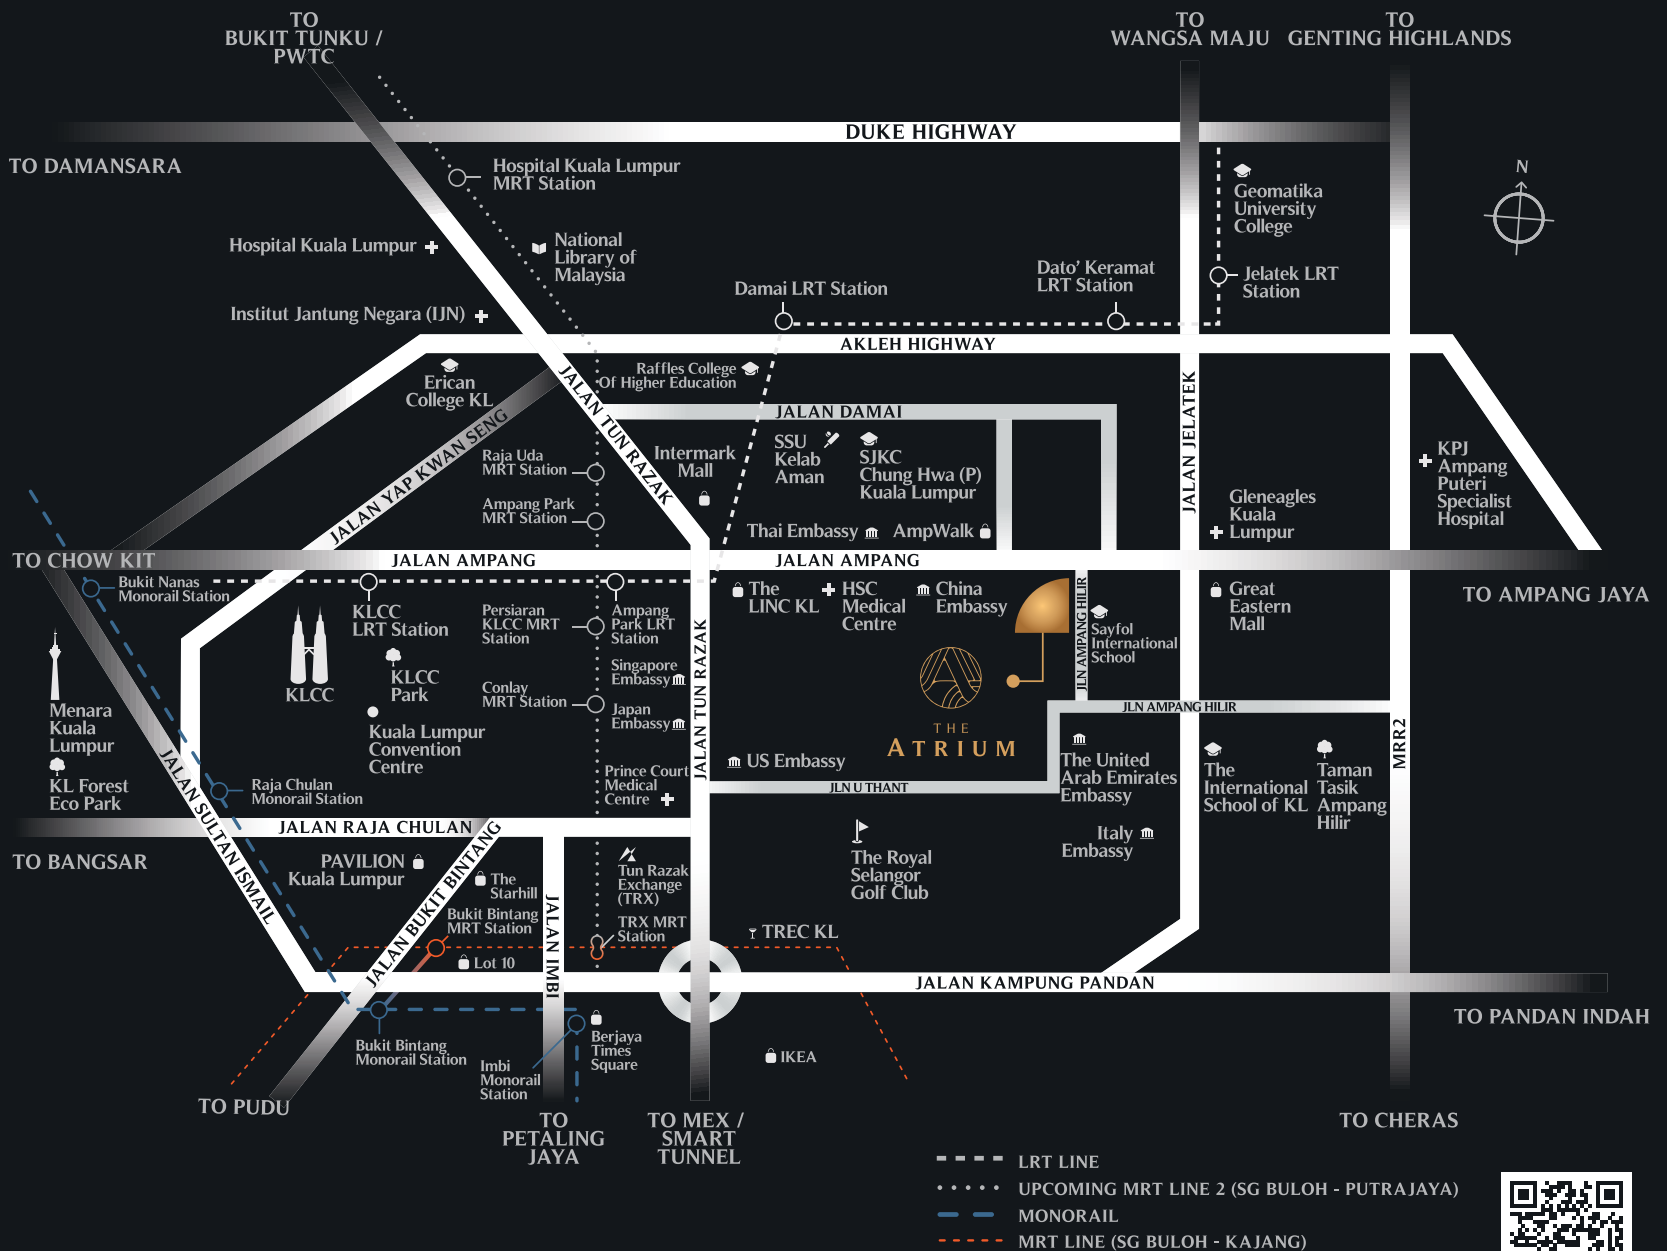 TO
BUKIT TUNKU /
PWTC
TO
WANGSA MAJU
TO
GENTING HIGHLANDS
DUKE HIGHWAY
TO DAMANSARA
Hospital Kuala Lumpur
MRT Station
Geomatika
University
College
N
Hospital Kuala Lumpur
National
Library of
Malaysia
Damai LRT Station
Dato' Keramat
LRT Station
Jelatek LRT
Station
Institut Jantung Negara (IJN)
AKLEH HIGHWAY
Erican
College KL
Raffles College
Of Higher Education
JALAN TUN RAZAK
JALAN YAP KWAN SENG
JALAN DAMAI
JALAN JELATEK
Raja Uda
MRT Station
Ampang Park
MRT Station
Intermark
Mall
SSU
Kelab
Aman
SJKC
Chung Hwa (P)
Kuala Lumpur
Thai Embassy
AmpWalk
Gleneagles
Kuala
Lumpur
KPJ
Ampang
Puteri
Specialist
Hospital
TO CHOW KIT
JALAN AMPANG
JALAN AMPANG
TO AMPANG JAYA
Bukit Nanas
Monorail Station
KLCC
LRT Station
Persiaran
KLCC MRT
Station
Ampang
Park LRT
Station
The
LINC KL
HSC
Medical
Centre
China
Embassy
JLN AMPANG HILIR
Sayfol
International
School
Great
Eastern
Mall
KLCC
KLCC
Park
Singapore
Embassy
Conlay
MRT Station
Japan
Embassy
JALAN TUN RAZAK
THE
ATRIUM
JLN AMPANG HILIR
Menara
Kuala
Lumpur
Kuala Lumpur
Convention
Centre
KL Forest
Eco Park
Raja Chulan
Monorail Station
Prince Court
Medical
Centre
US Embassy
JLN U THANT
The United
Arab Emirates
Embassy
The
International
School of KL
Taman
Tasik
Ampang
Hilir
MRR2
JALAN SULTAN ISMAIL
JALAN RAJA CHULAN
TO BANGSAR
PAVILION
Kuala Lumpur
JALAN BUKIT BINTANG
The
Starhill
Bukit Bintang
MRT Station
Lot 10
JALAN IMBI
Tun Razak
Exchange
(TRX)
TRX MRT
Station
The Royal
Selangor
Golf Club
Italy
Embassy
TREC KL
JALAN KAMPUNG PANDAN
TO PANDAN INDAH
Bukit Bintang
Monorail Station
Imbi
Monorail
Station
Berjaya
Times
Square
IKEA
TO PUDU
TO
PETALING
JAYA
TO MEX /
SMART
TUNNEL
TO CHERAS
LRT LINE
UPCOMING MRT LINE 2 (SG BULOH - PUTRAJAYA)
MONORAIL
MRT LINE (SG BULOH - KAJANG)